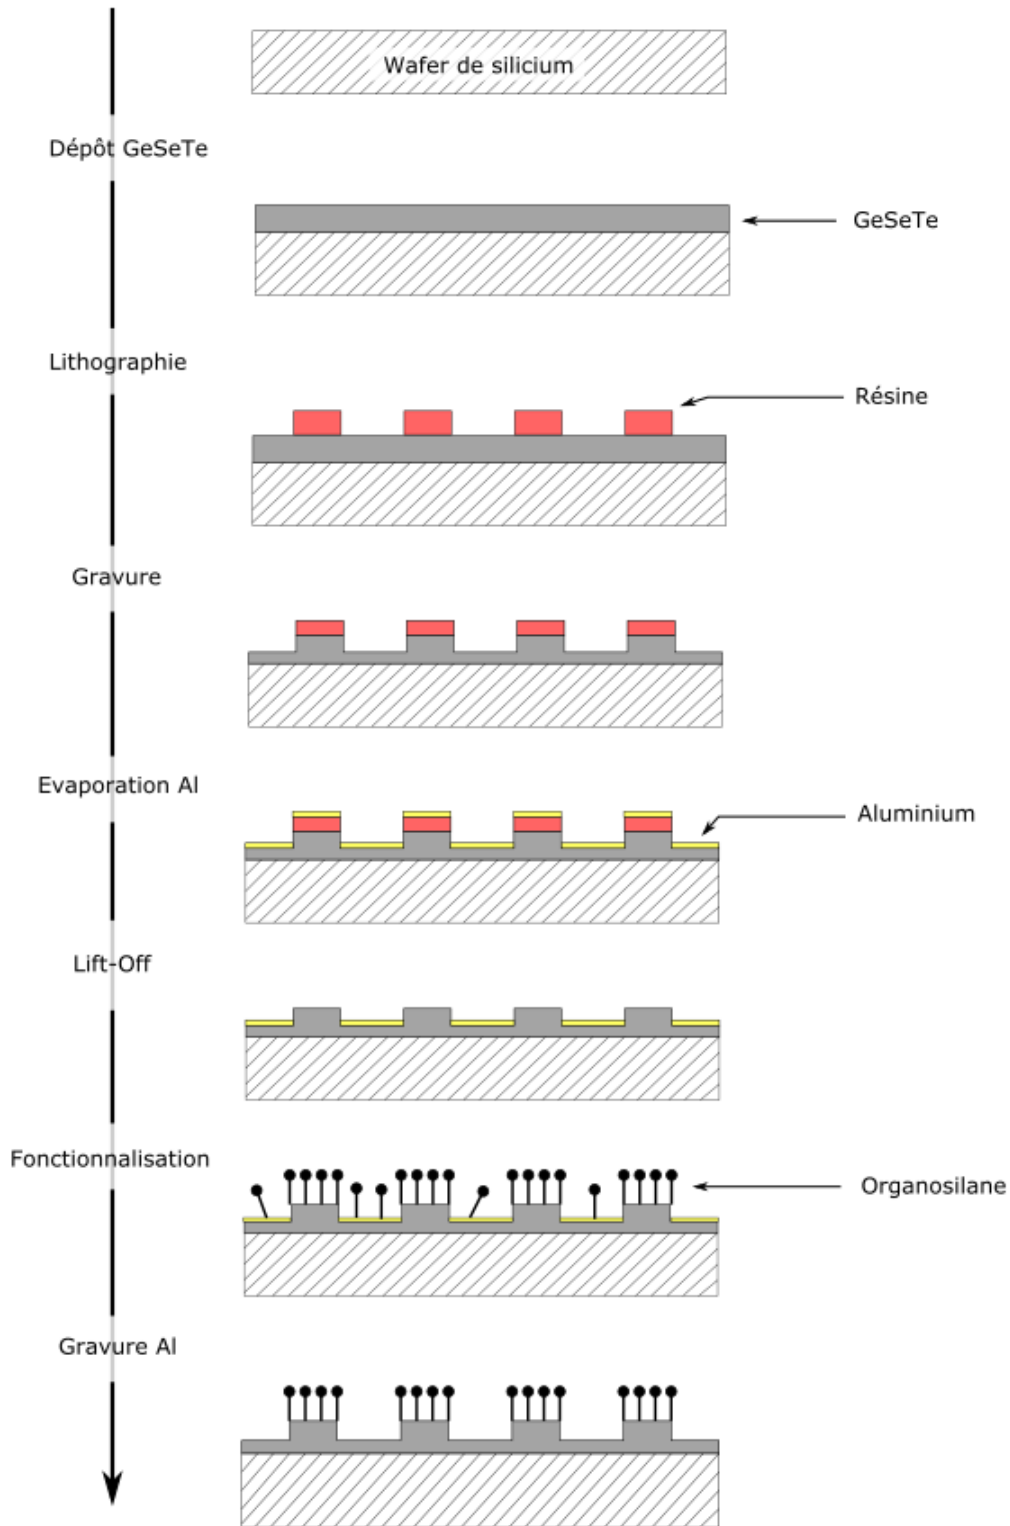 Wafer de silicium
Dépôt GeSeTe
GeSeTe
Lithographie
Résine
Gravure
Evaporation Al
Aluminium
Lift-Off
Fonctionnalisation
Organosilane
Gravure Al